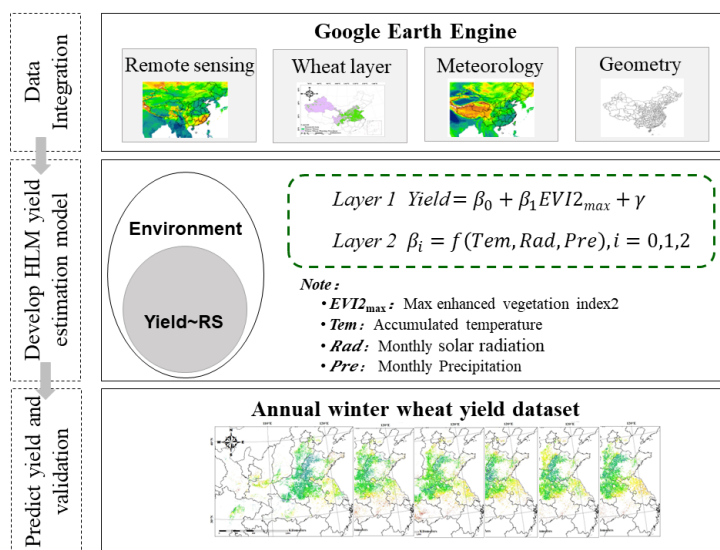 Data
Integration
Google Earth Engine
Remote sensing
Wheat layer
Meteorology
Geometry
Develop HLM yield
estimation model
Environment
Yield~RS
Layer 1 Yield = β₀ + β₁EVI2ₘₐₓ + γ
Layer 2 βᵢ = f(Tem, Rad, Pre), i = 0,1,2
Note:
• EVI2max: Max enhanced vegetation index2
• Tem: Accumulated temperature
• Rad: Monthly solar radiation
• Pre: Monthly Precipitation
Predict yield and
validation
Annual winter wheat yield dataset